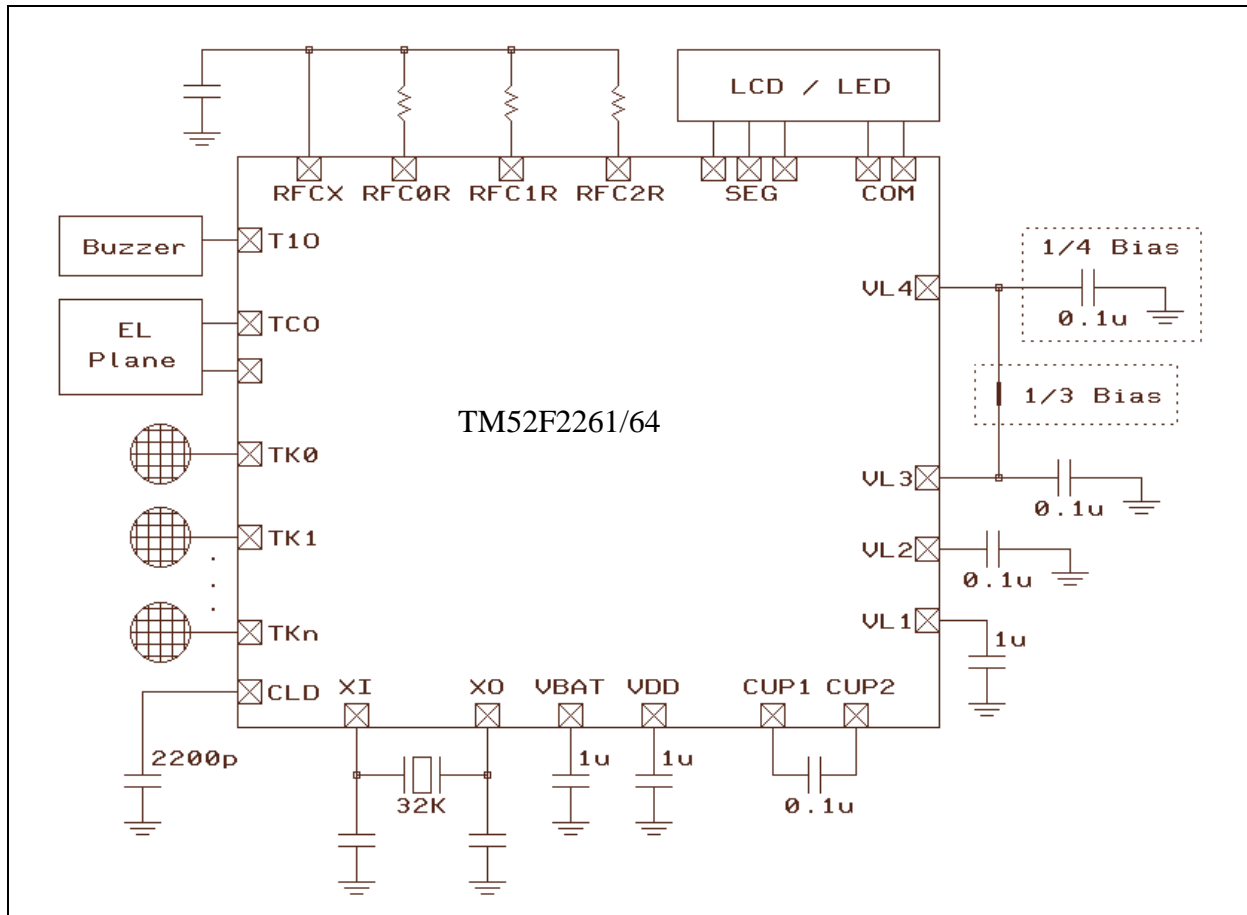 LCD / LED
RFCX RFC0R RFC1R RFC2R SEG COM
Buzzer
T1O
1/4 Bias
VL4
0.1u
EL
Plane
TCO
1/3 Bias
TM52F2261/64
TK0
VL3
0.1u
TK1
VL2
0.1u
TKn
VL1
1u
CLD
XI XO VBAT VDD CUP1 CUP2
2200p
32K
1u
1u
0.1u